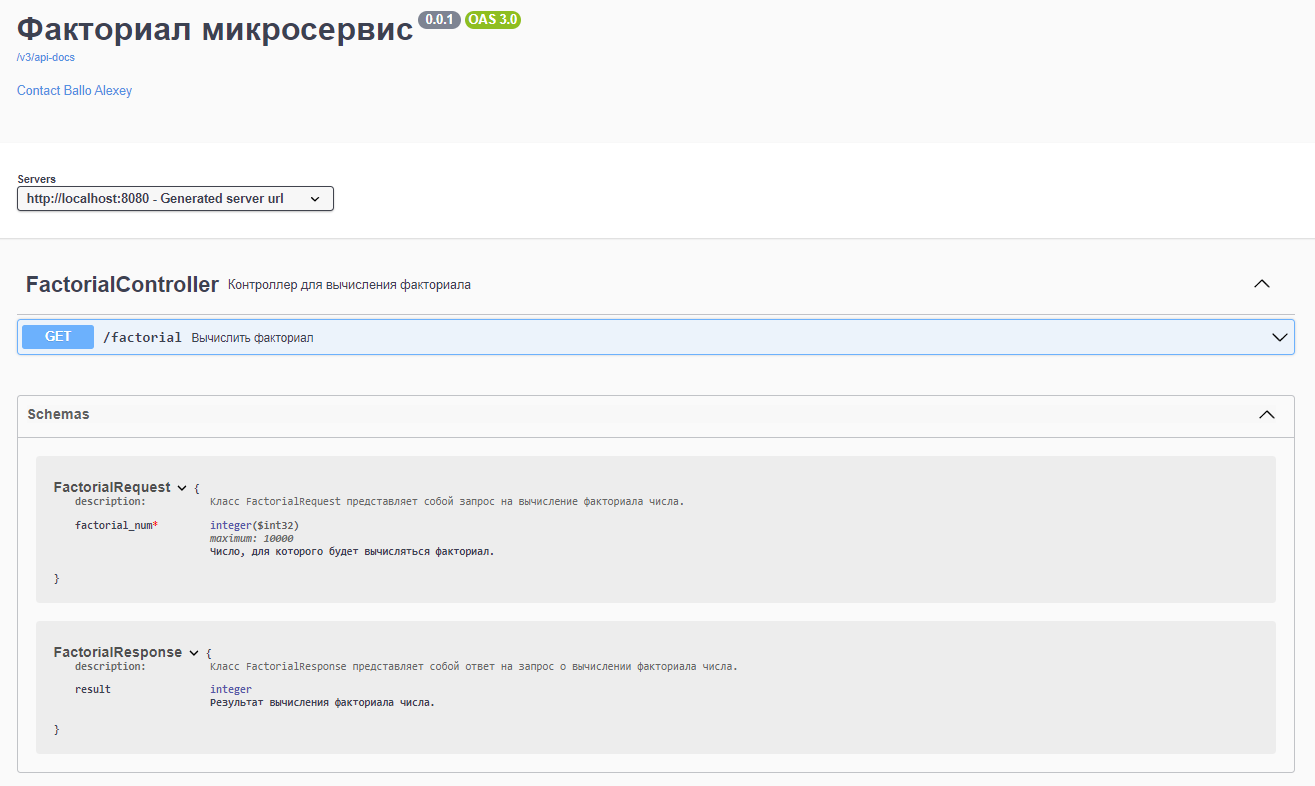 Факториал микросервис 0.0.1 OAS 3.0
/v3/api-docs
Contact Ballo Alexey
Servers
http://localhost:8080 - Generated server url
FactorialController Контроллер для вычисления факториала
GET /factorial Вычислить факториал
Schemas
FactorialRequest {
description: Класс FactorialRequest представляет собой запрос на вычисление факториала числа.
factorial_num* integer($int32)
maximum: 10000
Число, для которого будет вычисляться факториал.
}
FactorialResponse {
description: Класс FactorialResponse представляет собой ответ на запрос о вычислении факториала числа.
result integer
Результат вычисления факториала числа.
}